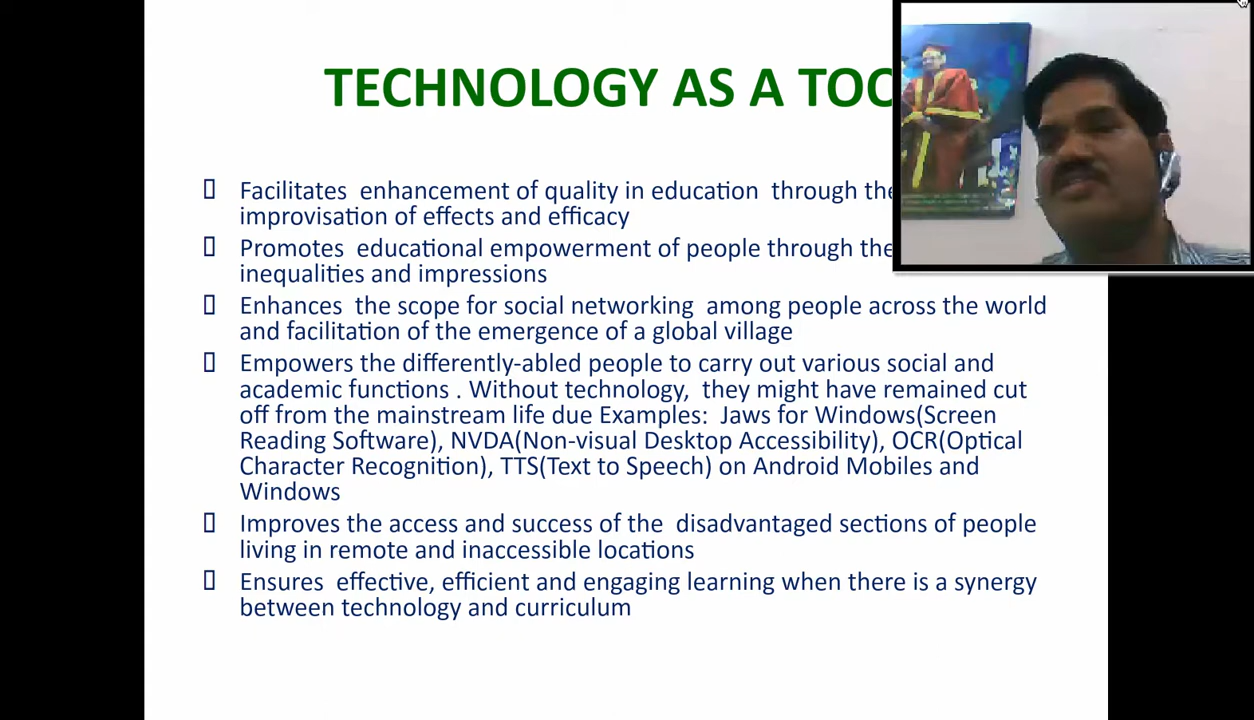 TECHNOLOGY AS A TOO
Facilitates enhancement of quality in education through the
improvisation of effects and efficacy
Promotes educational empowerment of people through the
inequalities and impressions
Enhances the scope for social networking among people across the world
and facilitation of the emergence of a global village
Empowers the differently-abled people to carry out various social and
academic functions . Without technology, they might have remained cut
off from the mainstream life due Examples: Jaws for Windows(Screen
Reading Software), NVDA(Non-visual Desktop Accessibility), OCR(Optical
Character Recognition), TTS(Text to Speech) on Android Mobiles and
Windows
Improves the access and success of the disadvantaged sections of people
living in remote and inaccessible locations
Ensures effective, efficient and engaging learning when there is a synergy
between technology and curriculum